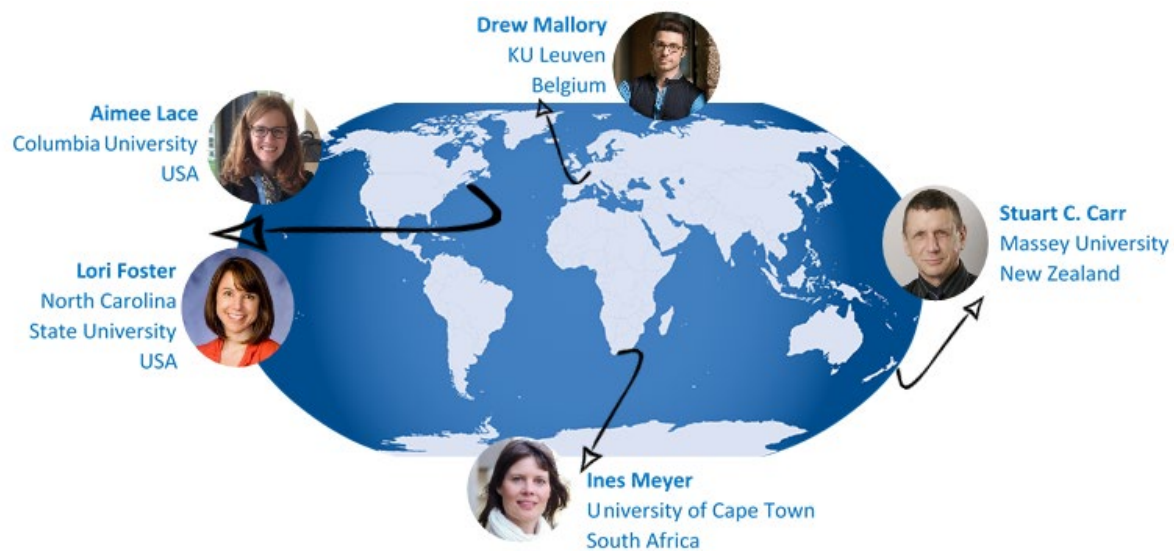 Drew Mallory
KU Leuven
Belgium
Aimee Lace
Columbia University
USA
Stuart C. Carr
Massey University
New Zealand
Lori Foster
North Carolina
State University
USA
Ines Meyer
University of Cape Town
South Africa